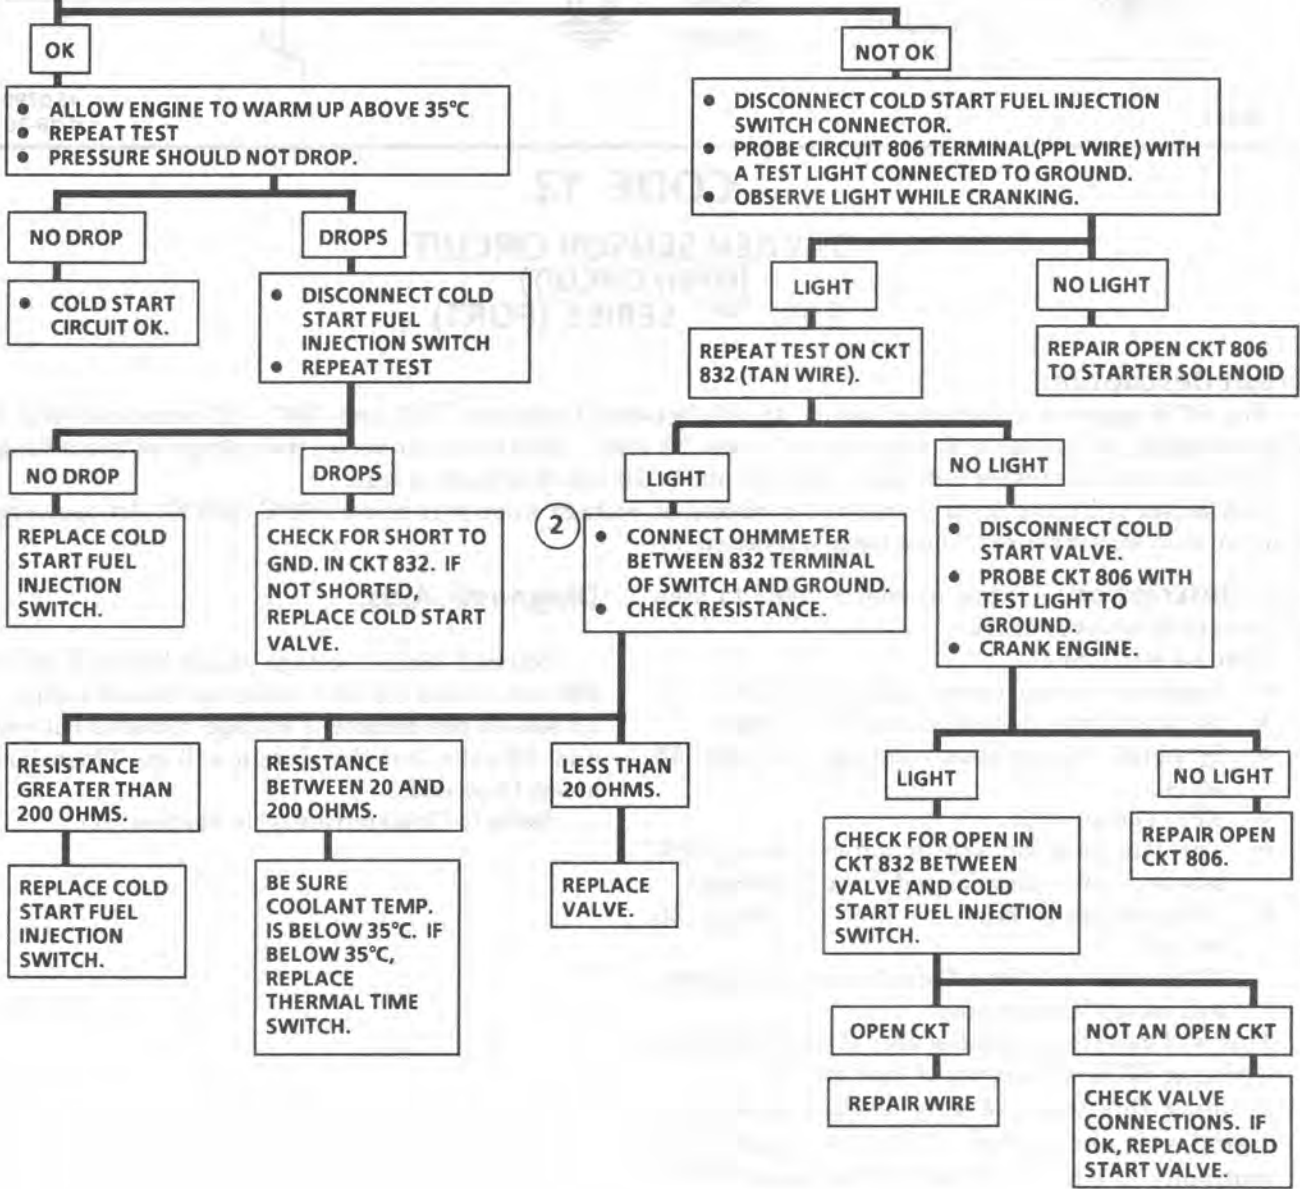 OK
NOT OK
• ALLOW ENGINE TO WARM UP ABOVE 35°C
• REPEAT TEST
• PRESSURE SHOULD NOT DROP.
• DISCONNECT COLD START FUEL INJECTION
SWITCH CONNECTOR.
• PROBE CIRCUIT 806 TERMINAL(PPL WIRE) WITH
A TEST LIGHT CONNECTED TO GROUND.
• OBSERVE LIGHT WHILE CRANKING.
NO DROP
DROPS
• COLD START
CIRCUIT OK.
• DISCONNECT COLD
START FUEL
INJECTION SWITCH
• REPEAT TEST
LIGHT
NO LIGHT
REPEAT TEST ON CKT
832 (TAN WIRE).
REPAIR OPEN CKT 806
TO STARTER SOLENOID
NO DROP
DROPS
LIGHT
NO LIGHT
REPLACE COLD
START FUEL
INJECTION
SWITCH.
CHECK FOR SHORT TO
GND. IN CKT 832. IF
NOT SHORTED,
REPLACE COLD START
VALVE.
2
• CONNECT OHMMETER
BETWEEN 832 TERMINAL
OF SWITCH AND GROUND.
• CHECK RESISTANCE.
• DISCONNECT COLD
START VALVE.
• PROBE CKT 806 WITH
TEST LIGHT TO
GROUND.
• CRANK ENGINE.
RESISTANCE
GREATER THAN
200 OHMS.
RESISTANCE
BETWEEN 20 AND
200 OHMS.
LESS THAN
20 OHMS.
LIGHT
NO LIGHT
REPLACE COLD
START FUEL
INJECTION
SWITCH.
BE SURE
COOLANT TEMP.
IS BELOW 35°C. IF
BELOW 35°C,
REPLACE
THERMAL TIME
SWITCH.
REPLACE
VALVE.
CHECK FOR OPEN IN
CKT 832 BETWEEN
VALVE AND COLD
START FUEL INJECTION
SWITCH.
REPAIR OPEN
CKT 806.
OPEN CKT
NOT AN OPEN CKT
REPAIR WIRE
CHECK VALVE
CONNECTIONS. IF
OK, REPLACE COLD
START VALVE.